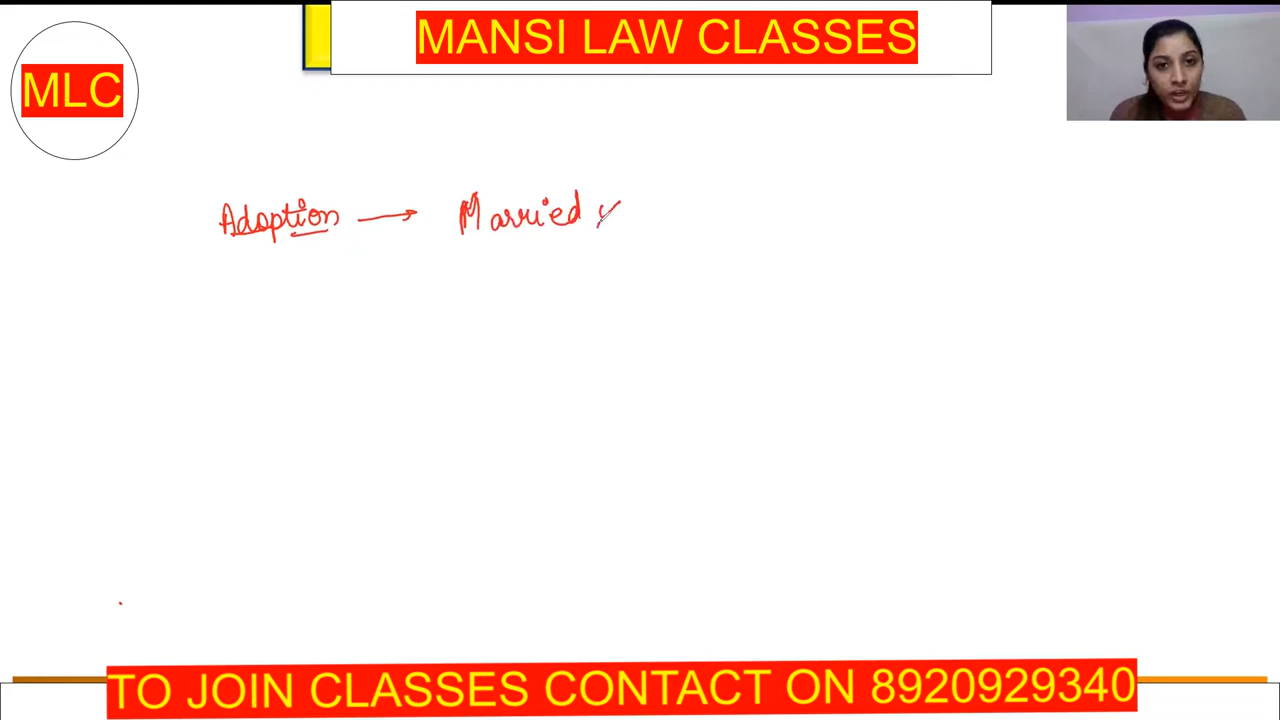 MANSI LAW CLASSES
MLC
Adoption → Married
TO JOIN CLASSES CONTACT ON 8920929340